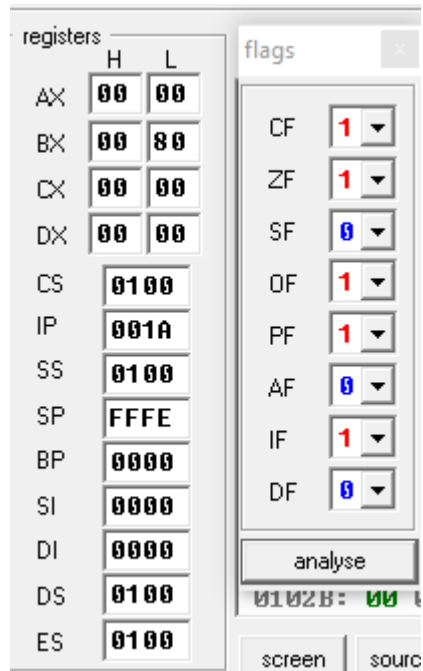 registers
H L
AX 00 00
BX 00 80
CX 00 00
DX 00 00
CS 0100
IP 001A
SS 0100
SP FFFE
BP 0000
SI 0000
DI 0000
DS 0100
ES 0100
flags
x
CF 1
ZF 1
SF 0
OF 1
PF 1
AF 0
IF 1
DF 0
analyse
0102B: 00
screen
sourc